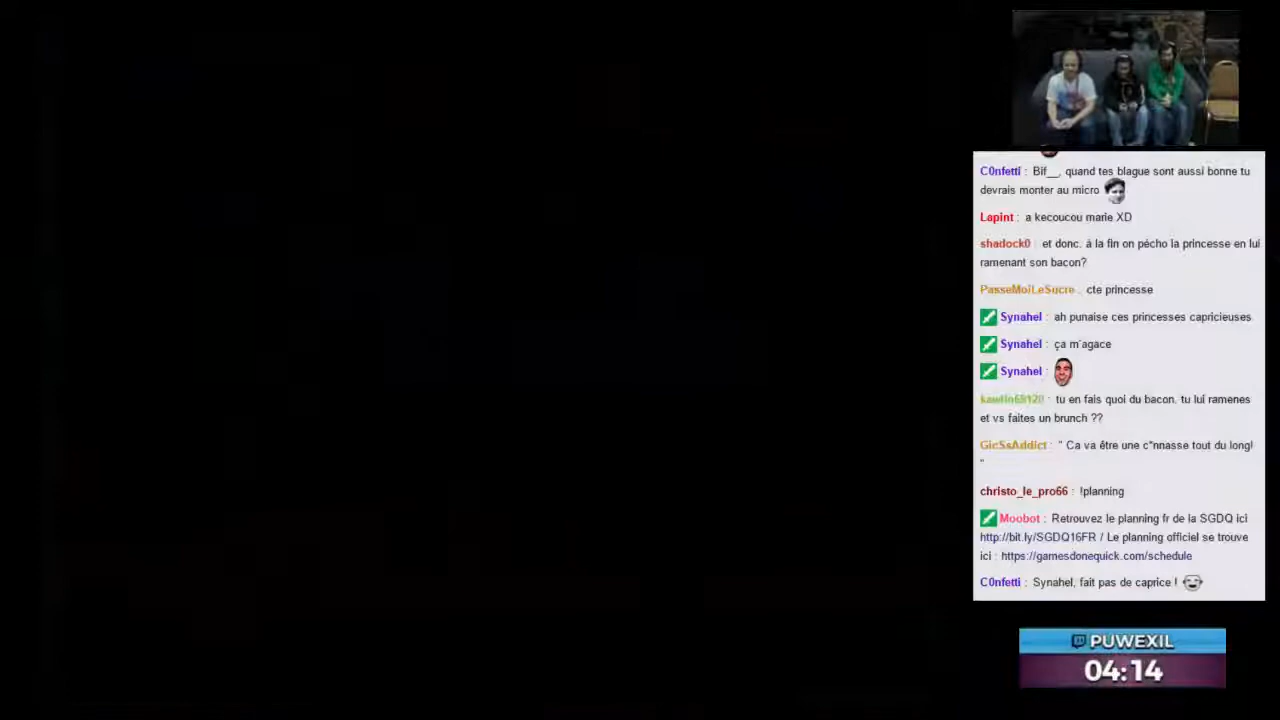 C0nfetti : Bif__, quand tes blague sont aussi bonne tu
devrais monter au micro
Lapint : a kecoucou marie XD
shadock0 : et donc. à la fin on pécho la princesse en lui
ramenant son bacon?
PasseMoiLeSucre : cte princesse
Synahel : ah punaise ces princesses capricieuses
Synahel : ça m'agace
Synahel :
: tu en fais quoi du bacon. tu lui ramenes
et vs faites un brunch ??
GicSsAddict : " Ca va être une c*nnasse tout du long!
"
christo_le_pro66 : !planning
Moobot : Retrouvez le planning fr de la SGDQ ici
http://bit.ly/SGDQ16FR / Le planning officiel se trouve
ici : https://gamesdonequick.com/schedule
C0nfetti : Synahel, fait pas de caprice !
PUWEXIL
04:14